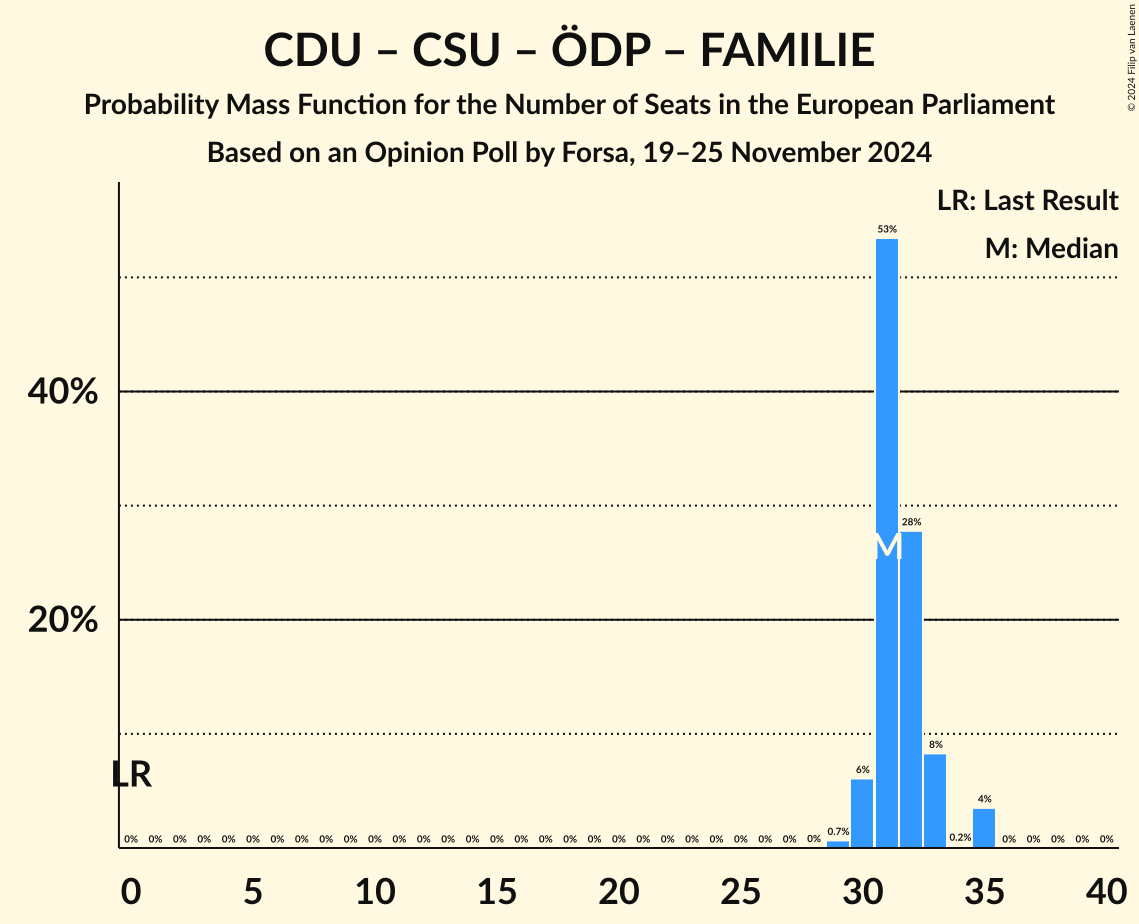 CDU – CSU – ÖDP – FAMILIE
Probability Mass Function for the Number of Seats in the European Parliament
Based on an Opinion Poll by Forsa, 19–25 November 2024
© 2024 Filip van Laenen
LR: Last Result
M: Median
53%
40%
28%
M
20%
LR
8%
6%
4%
0% 0% 0% 0% 0% 0% 0% 0% 0% 0% 0% 0% 0% 0% 0% 0% 0% 0% 0% 0% 0% 0% 0% 0% 0% 0% 0% 0% 0% 0.7% 0.2% 0% 0% 0% 0% 0%
0 5 10 15 20 25 30 35 40